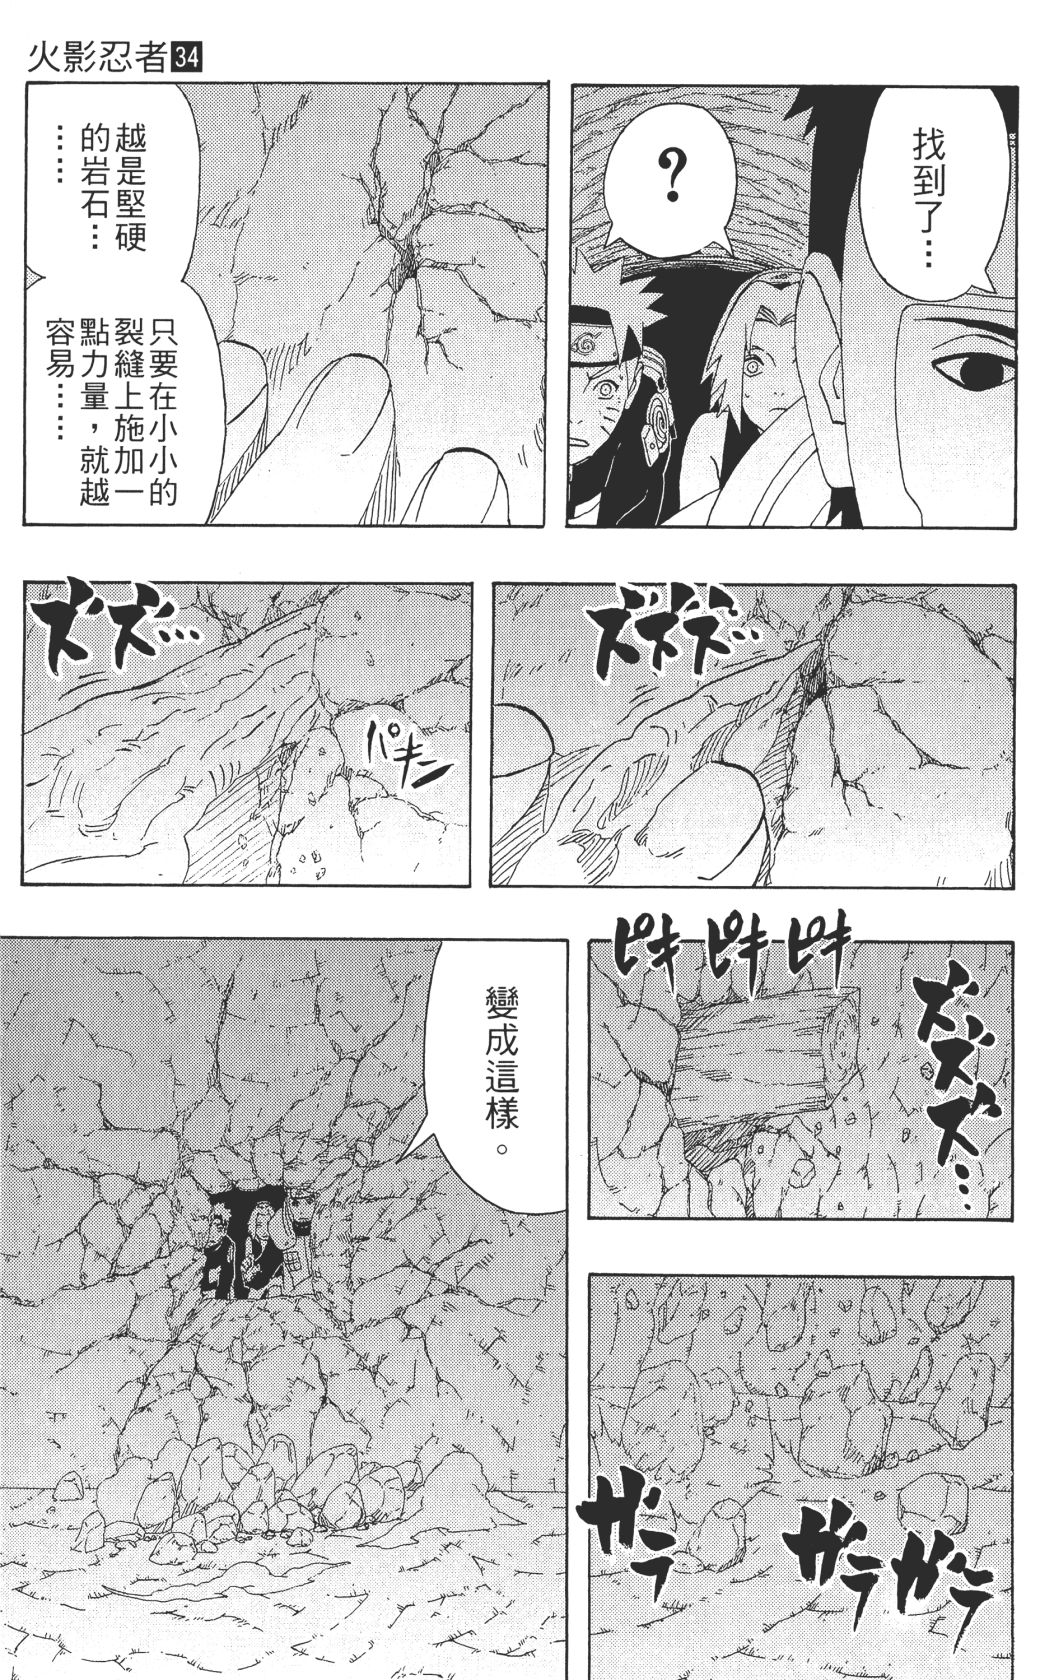 火影忍者34
找到了…
？
越是堅硬
的岩石…
……
只要在小小的
裂縫上施加一
點力量，就越
容易……
ズズズ…
ズズ…
パキン
ピキピキピキ
ズズズ…
ガラ
ガラガラ
變成這樣。